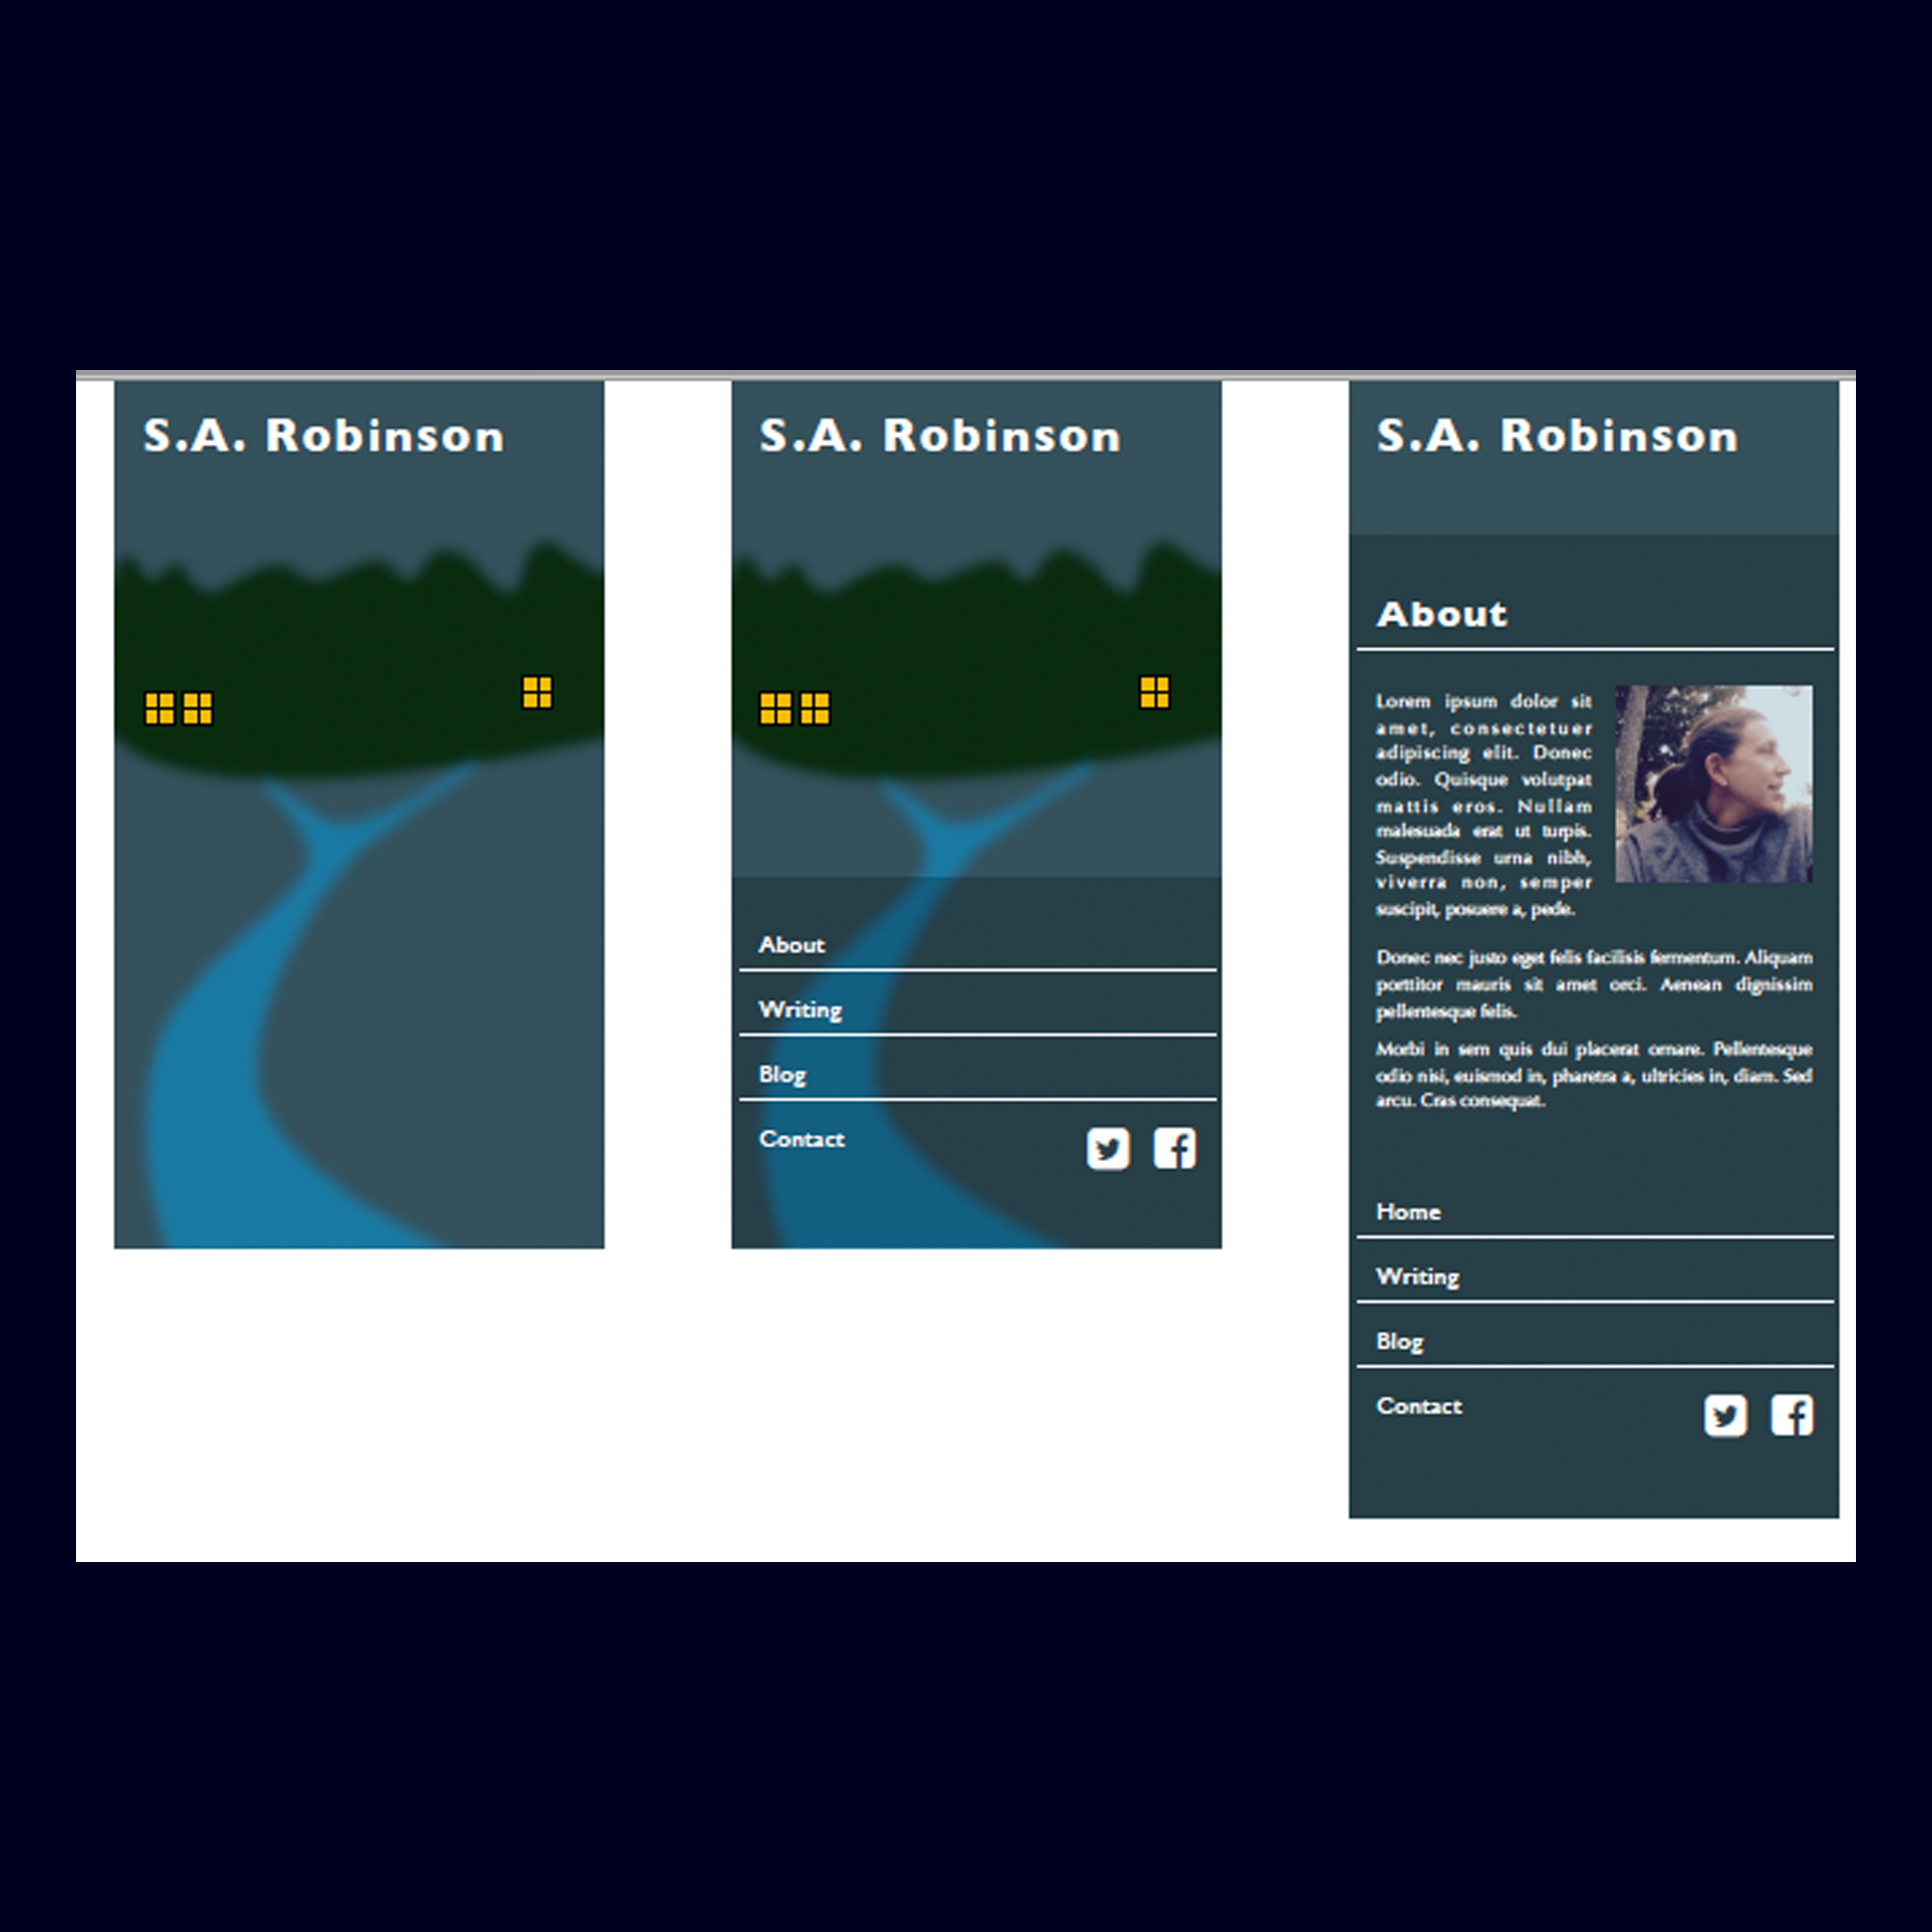 S.A. Robinson
S.A. Robinson
About
Writing
Blog
Contact
S.A. Robinson
About
Lorem ipsum dolor sit
amet, consectetuer
adipiscing elit. Donec
odio. Quisque volutpat
mattis eros. Nullam
malesuada erat ut turpis.
Suspendisse urna nibh,
viverra non, semper
suscipit, posuere a, pede.
Donec nec justo eget felis facilisis fermentum. Aliquam
porttitor mauris sit amet orci. Aenean dignissim
pellentesque felis.
Morbi in sem quis dui placerat ornare. Pellentesque
odio nisi, euismod in, pharetra a, ultricies in, diam. Sed
arcu. Cras consequat.
Home
Writing
Blog
Contact